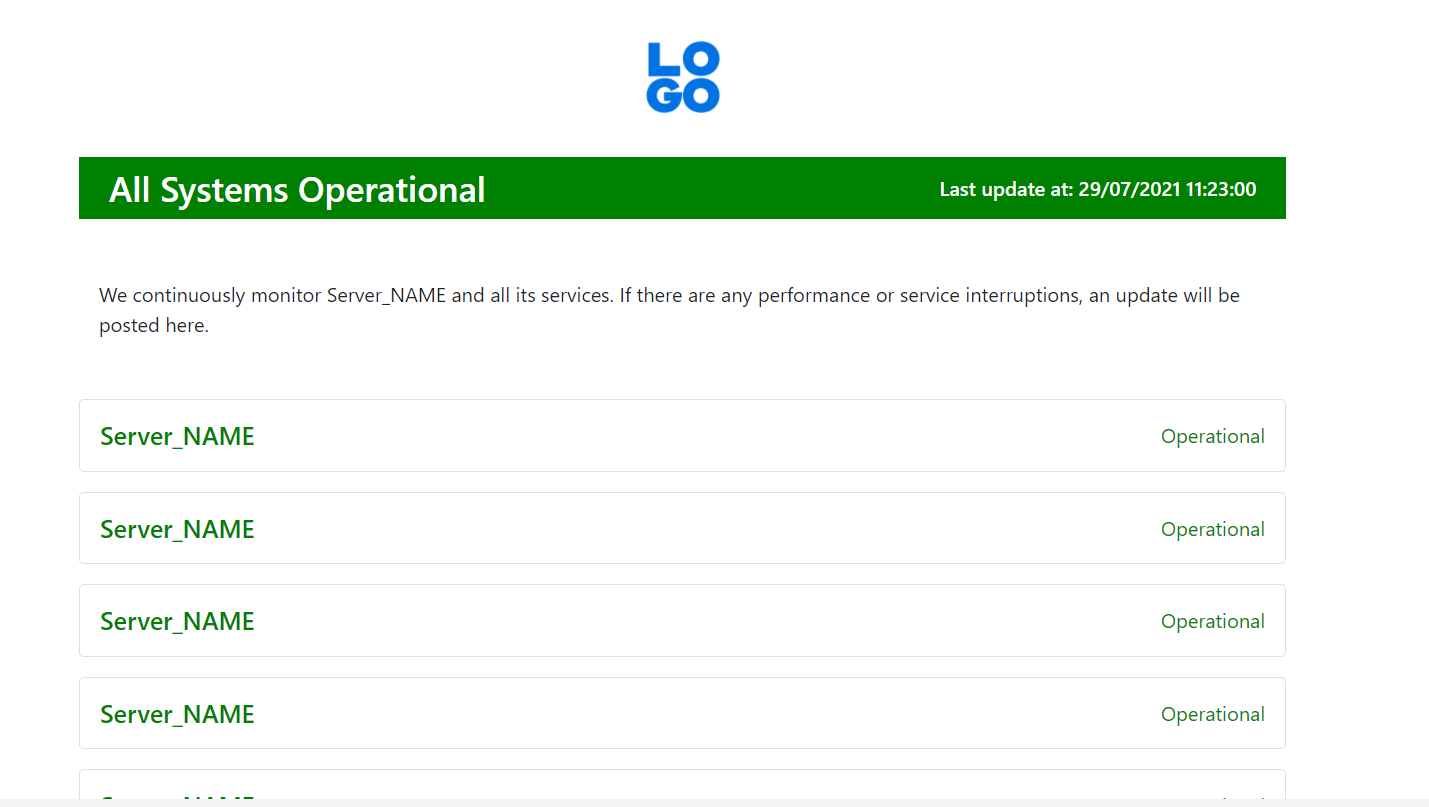 LO
GO
All Systems Operational
Last update at: 29/07/2021 11:23:00
We continuously monitor Server_NAME and all its services. If there are any performance or service interruptions, an update will be
posted here.
Server_NAME
Operational
Server_NAME
Operational
Server_NAME
Operational
Server_NAME
Operational